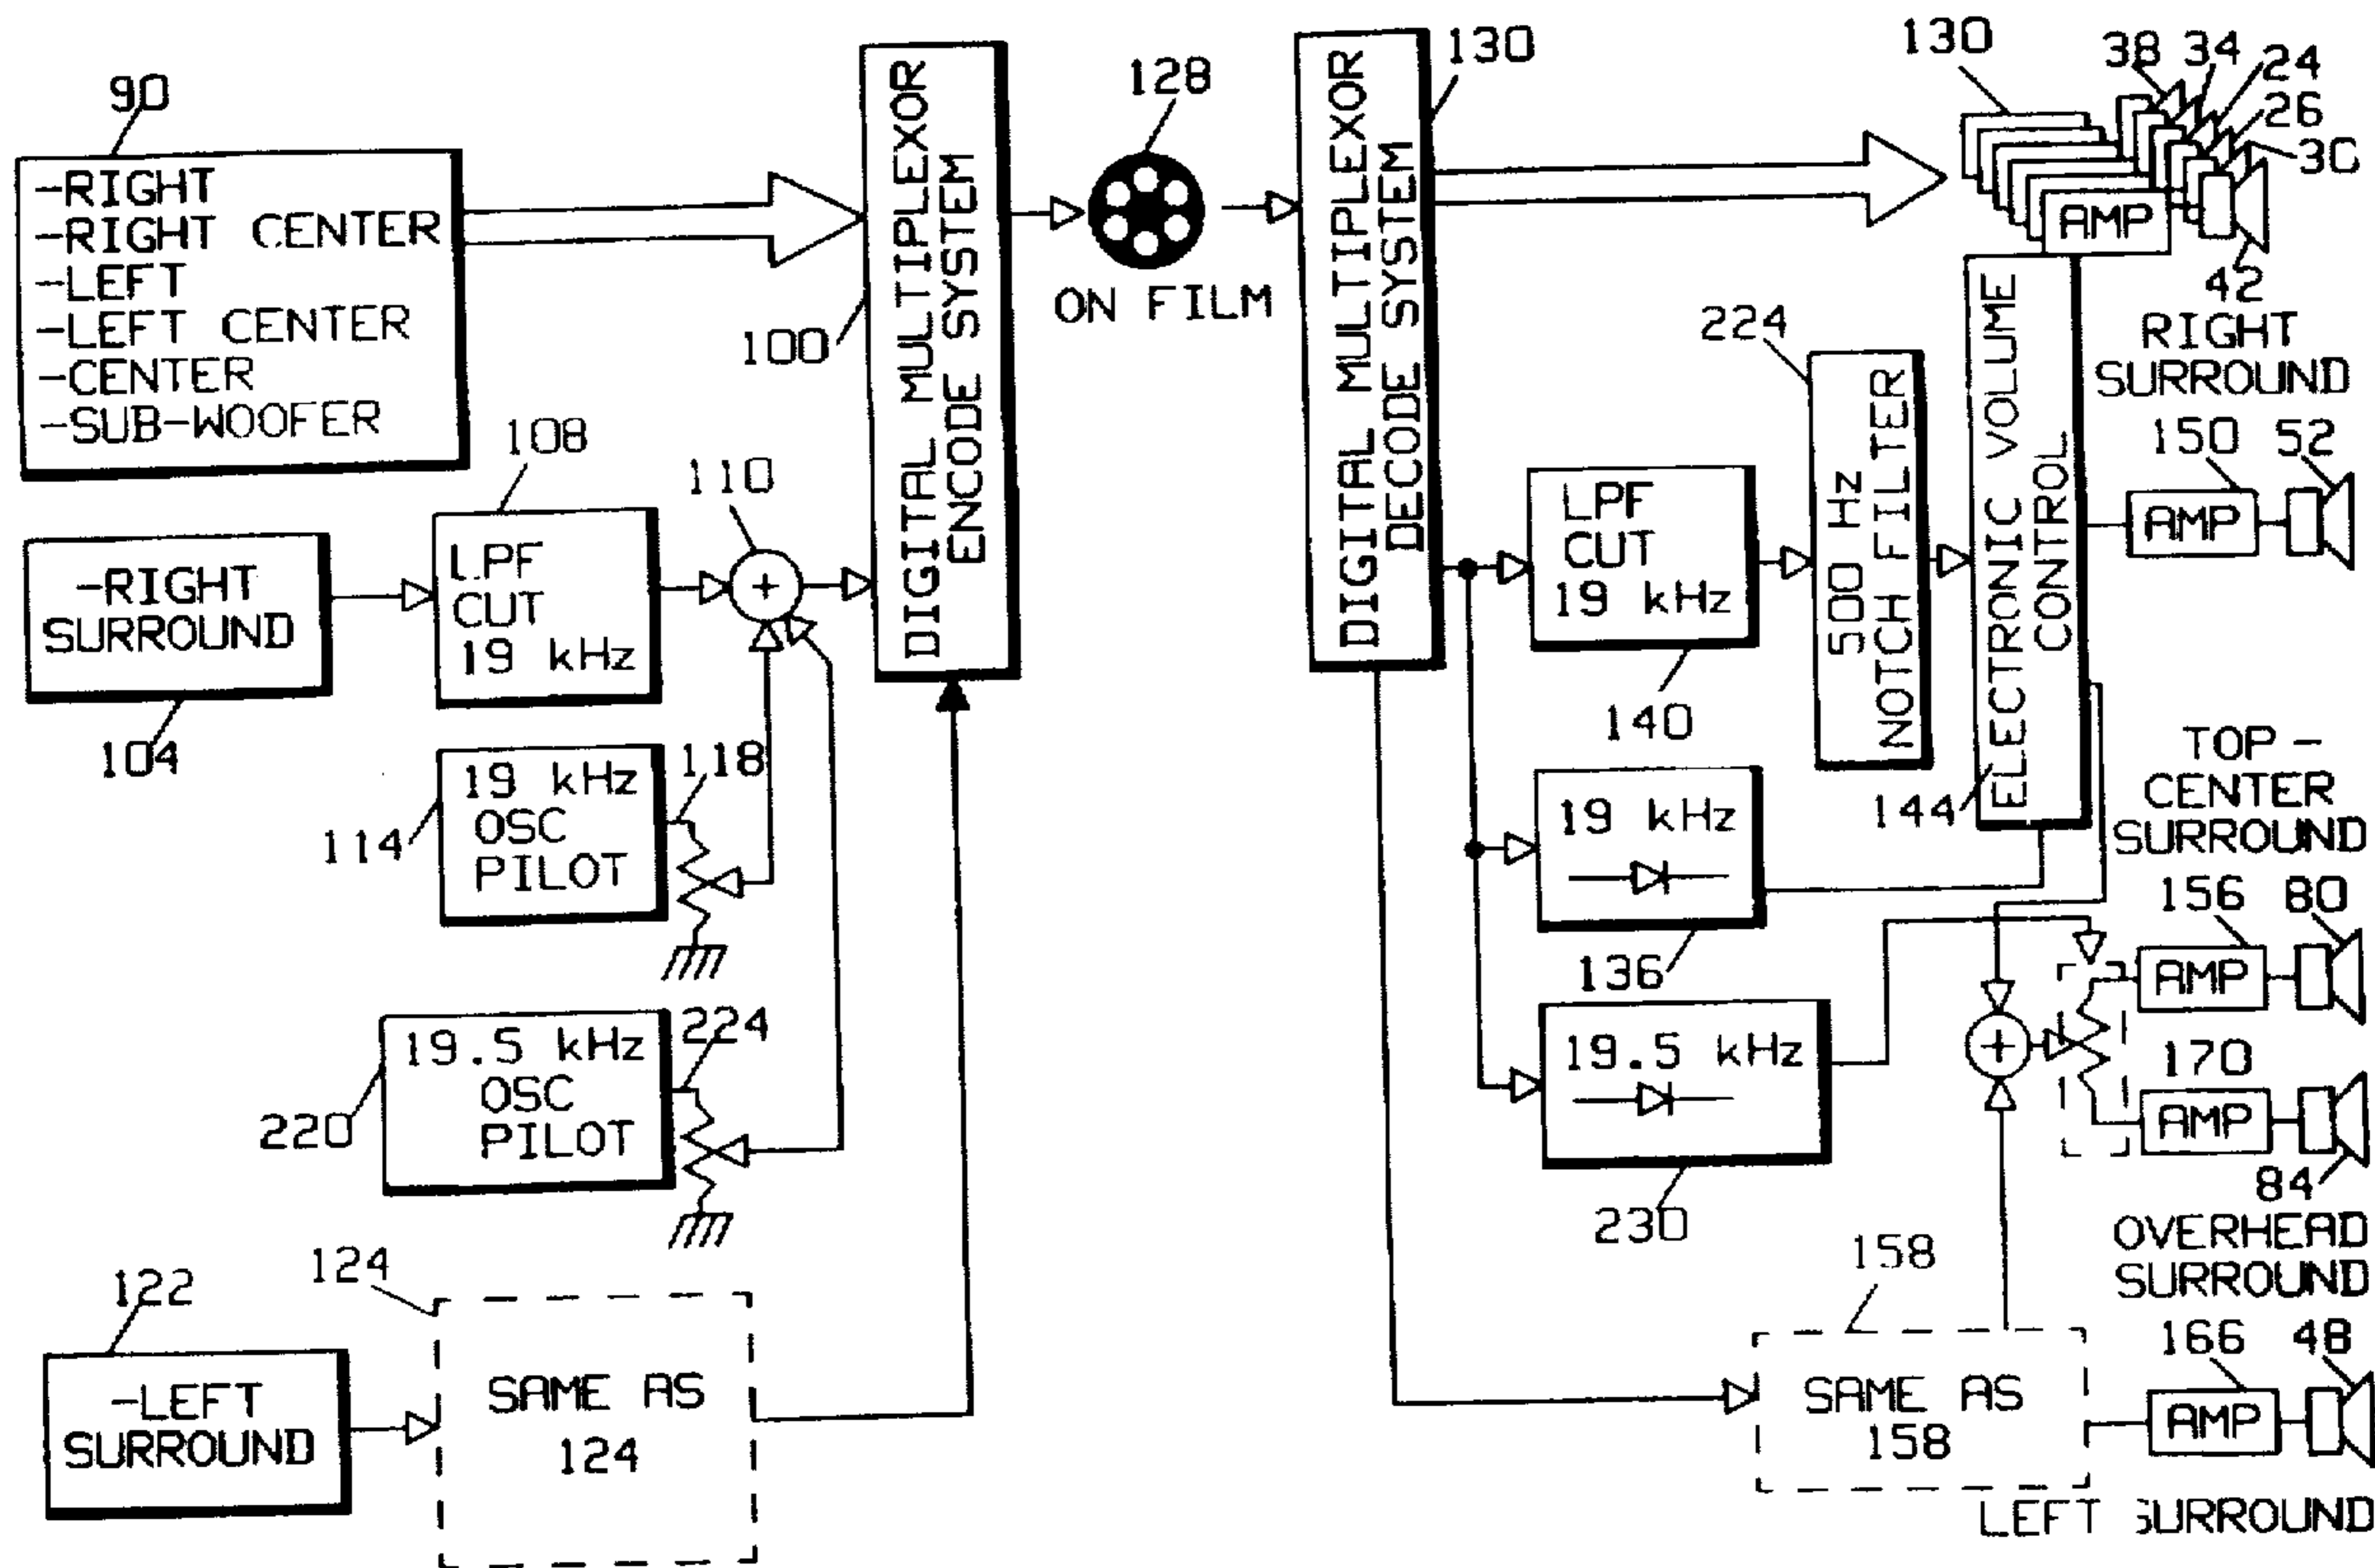 90
-RIGHT
-RIGHT CENTER
-LEFT
-LEFT CENTER
-CENTER
-SUB-WOOFER
-RIGHT
SURROUND
104
108
LPF
CUT
19 kHz
110
19 kHz
OSC
PILOT
114
118
19.5 kHz
OSC
PILOT
220
224
122
-LEFT
SURROUND
124
SAME AS
124
DIGITAL MULTIPLEXOR
ENCODE SYSTEM
100
128
ON FILM
DIGITAL MULTIPLEXOR
DECODE SYSTEM
130
LPF
CUT
19 kHz
140
224
500 Hz
NOTCH FILTER
19 kHz
136
19.5 kHz
230
ELECTRONIC VOLUME
CONTROL
144
130
38
34
24
26
30
AMP
42
RIGHT
SURROUND
150
52
AMP
TOP-
CENTER
SURROUND
156
80
AMP
170
AMP
84
OVERHEAD
SURROUND
158
SAME AS
158
166
48
AMP
LEFT SURROUND